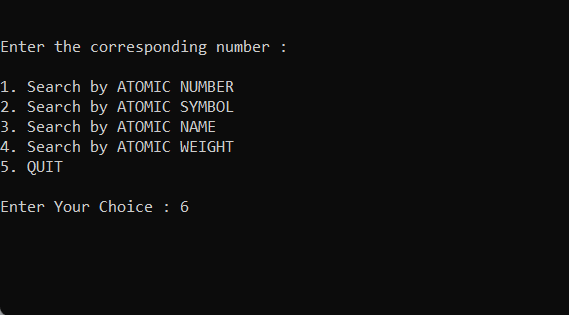 Enter the corresponding number :
1. Search by ATOMIC NUMBER
2. Search by ATOMIC SYMBOL
3. Search by ATOMIC NAME
4. Search by ATOMIC WEIGHT
5. QUIT
Enter Your Choice : 6